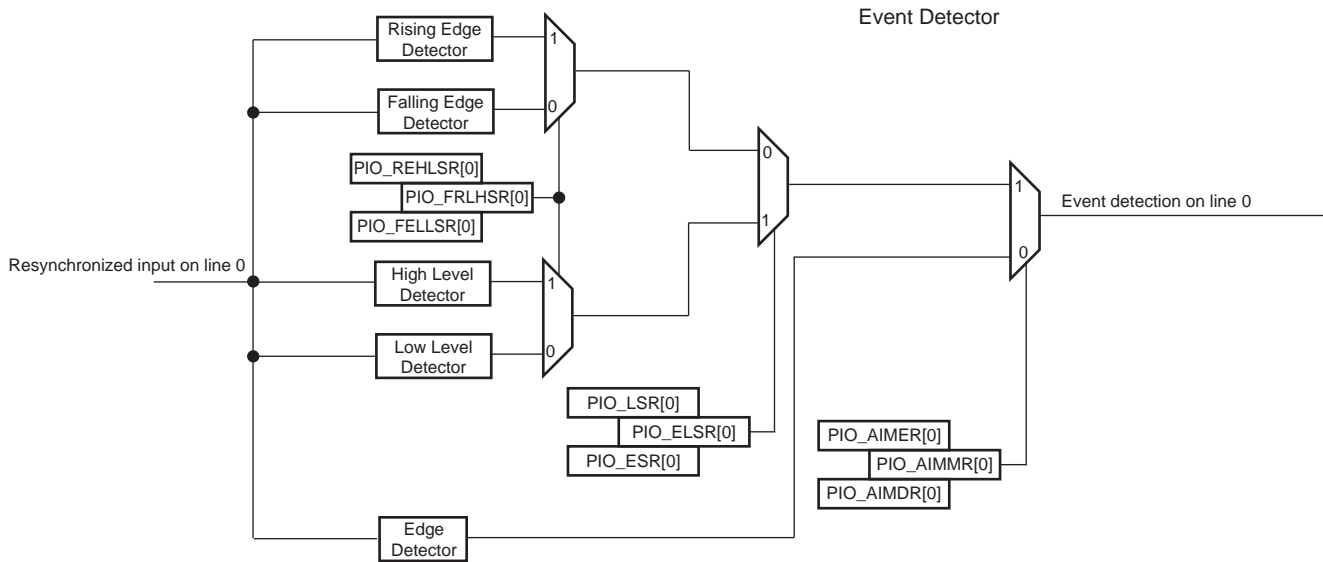 Event Detector
Rising Edge
Detector
1
Falling Edge
Detector
0
PIO_REHLSR[0]
PIO_FRLHSR[0]
PIO_FELLSR[0]
0
1
1
Event detection on line 0
0
Resynchronized input on line 0
High Level
Detector
1
Low Level
Detector
0
PIO_LSR[0]
PIO_ELSR[0]
PIO_ESR[0]
PIO_AIMER[0]
PIO_AIMMR[0]
PIO_AIMDR[0]
Edge
Detector